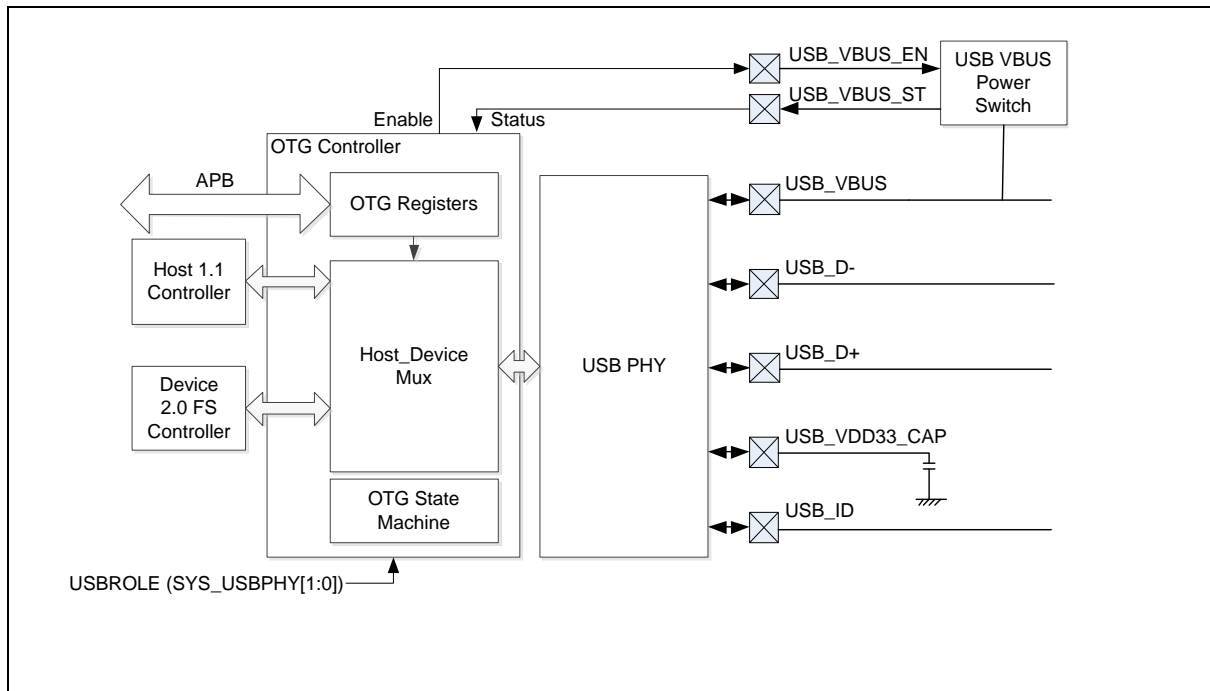 USB_VBUS_EN
USB VBUS
Power
Switch
USB_VBUS_ST
Enable
Status
OTG Controller
APB
OTG Registers
USB_VBUS
Host 1.1
Controller
USB_D-
Host_Device
Mux
USB PHY
USB_D+
Device
2.0 FS
Controller
USB_VDD33_CAP
OTG State
Machine
USB_ID
USBROLE (SYS_USBPHY[1:0])